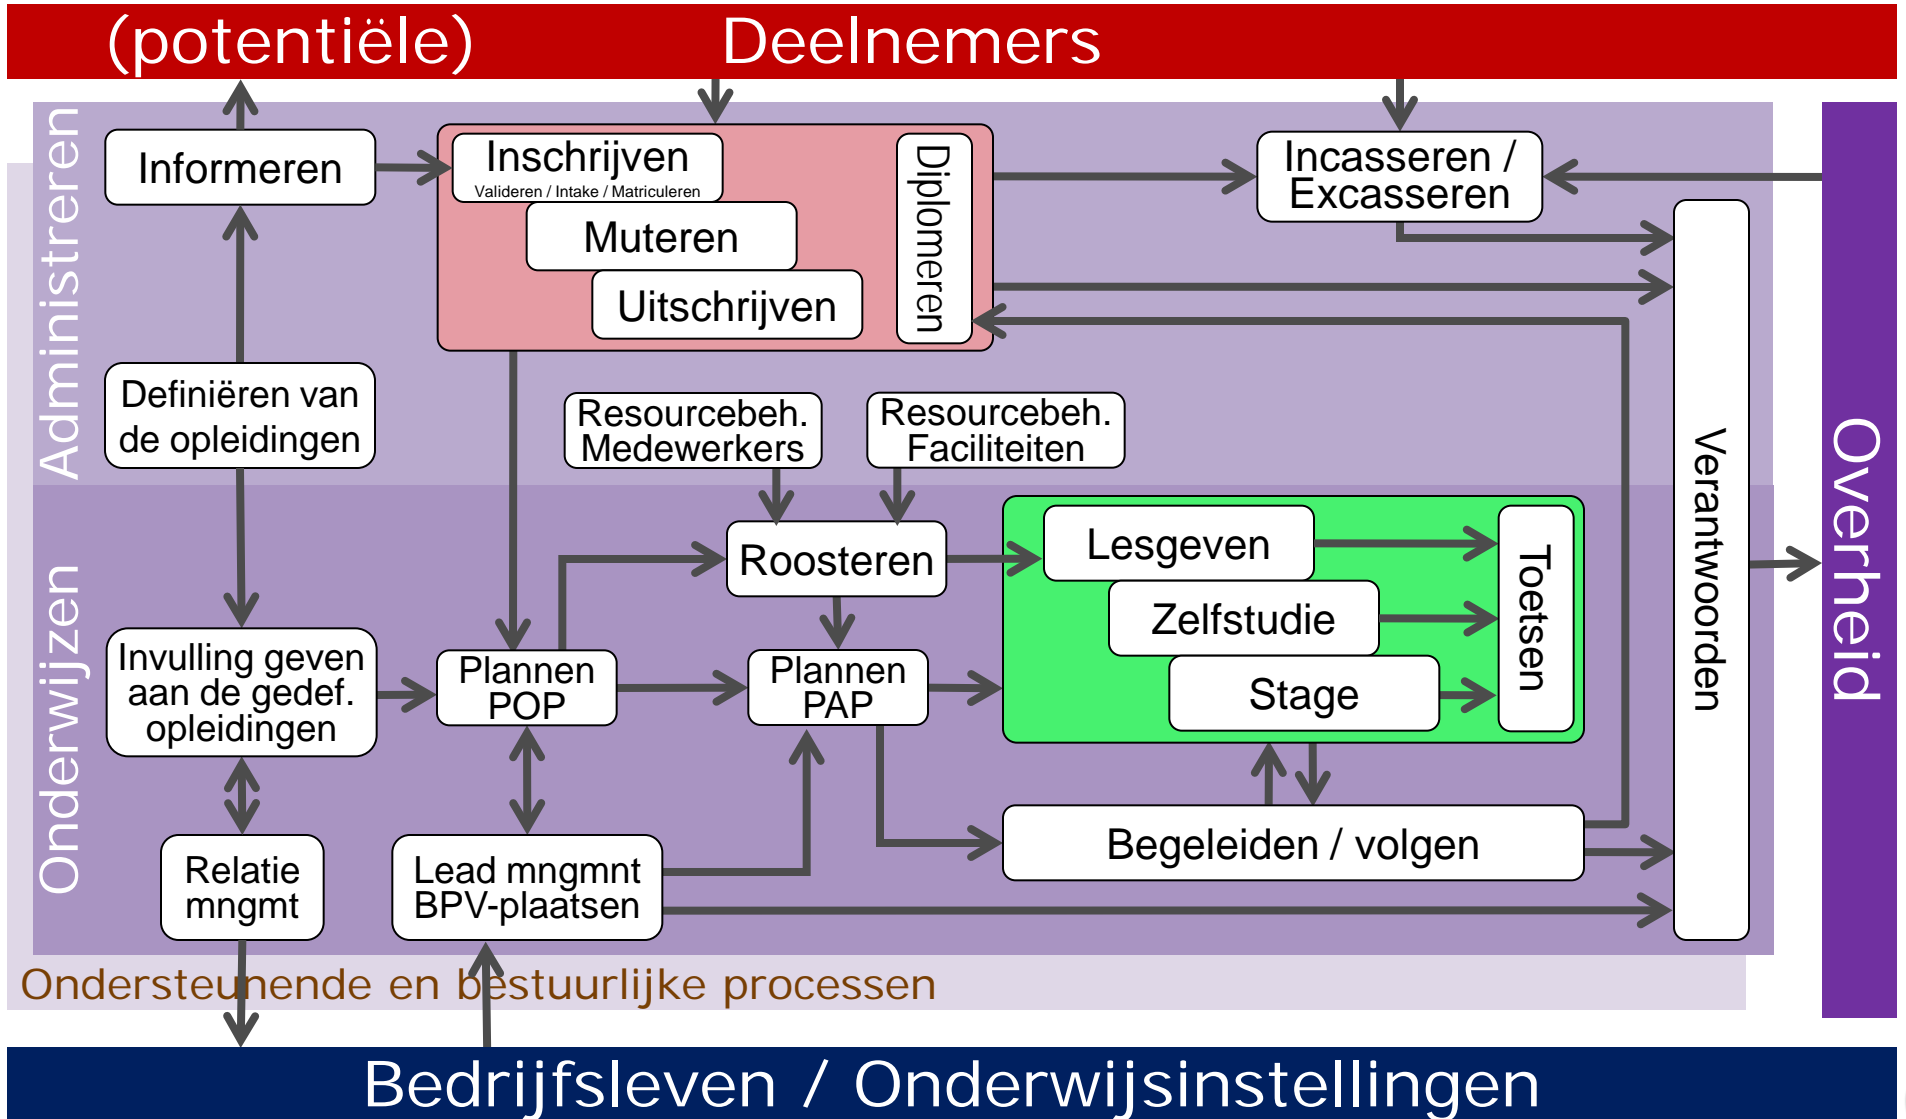 (potentiële) Deelnemers
Administreren
Informeren
Inschrijven
Valideren / Intake / Matriculeren
Muteren
Uitschrijven
Diplomeren
Incasseren /
Excasseren
Definiëren van
de opleidingen
Resourcebeh.
Medewerkers
Resourcebeh.
Faciliteiten
Verantwoorden
Overheid
Onderwijzen
Roosteren
Lesgeven
Zelfstudie
Stage
Toetsen
Invulling geven
aan de gedef.
opleidingen
Plannen
POP
Plannen
PAP
Relatie
mngmt
Lead mngmnt
BPV-plaatsen
Begeleiden / volgen
Ondersteunende en bestuurlijke processen
Bedrijfsleven / Onderwijsinstellingen